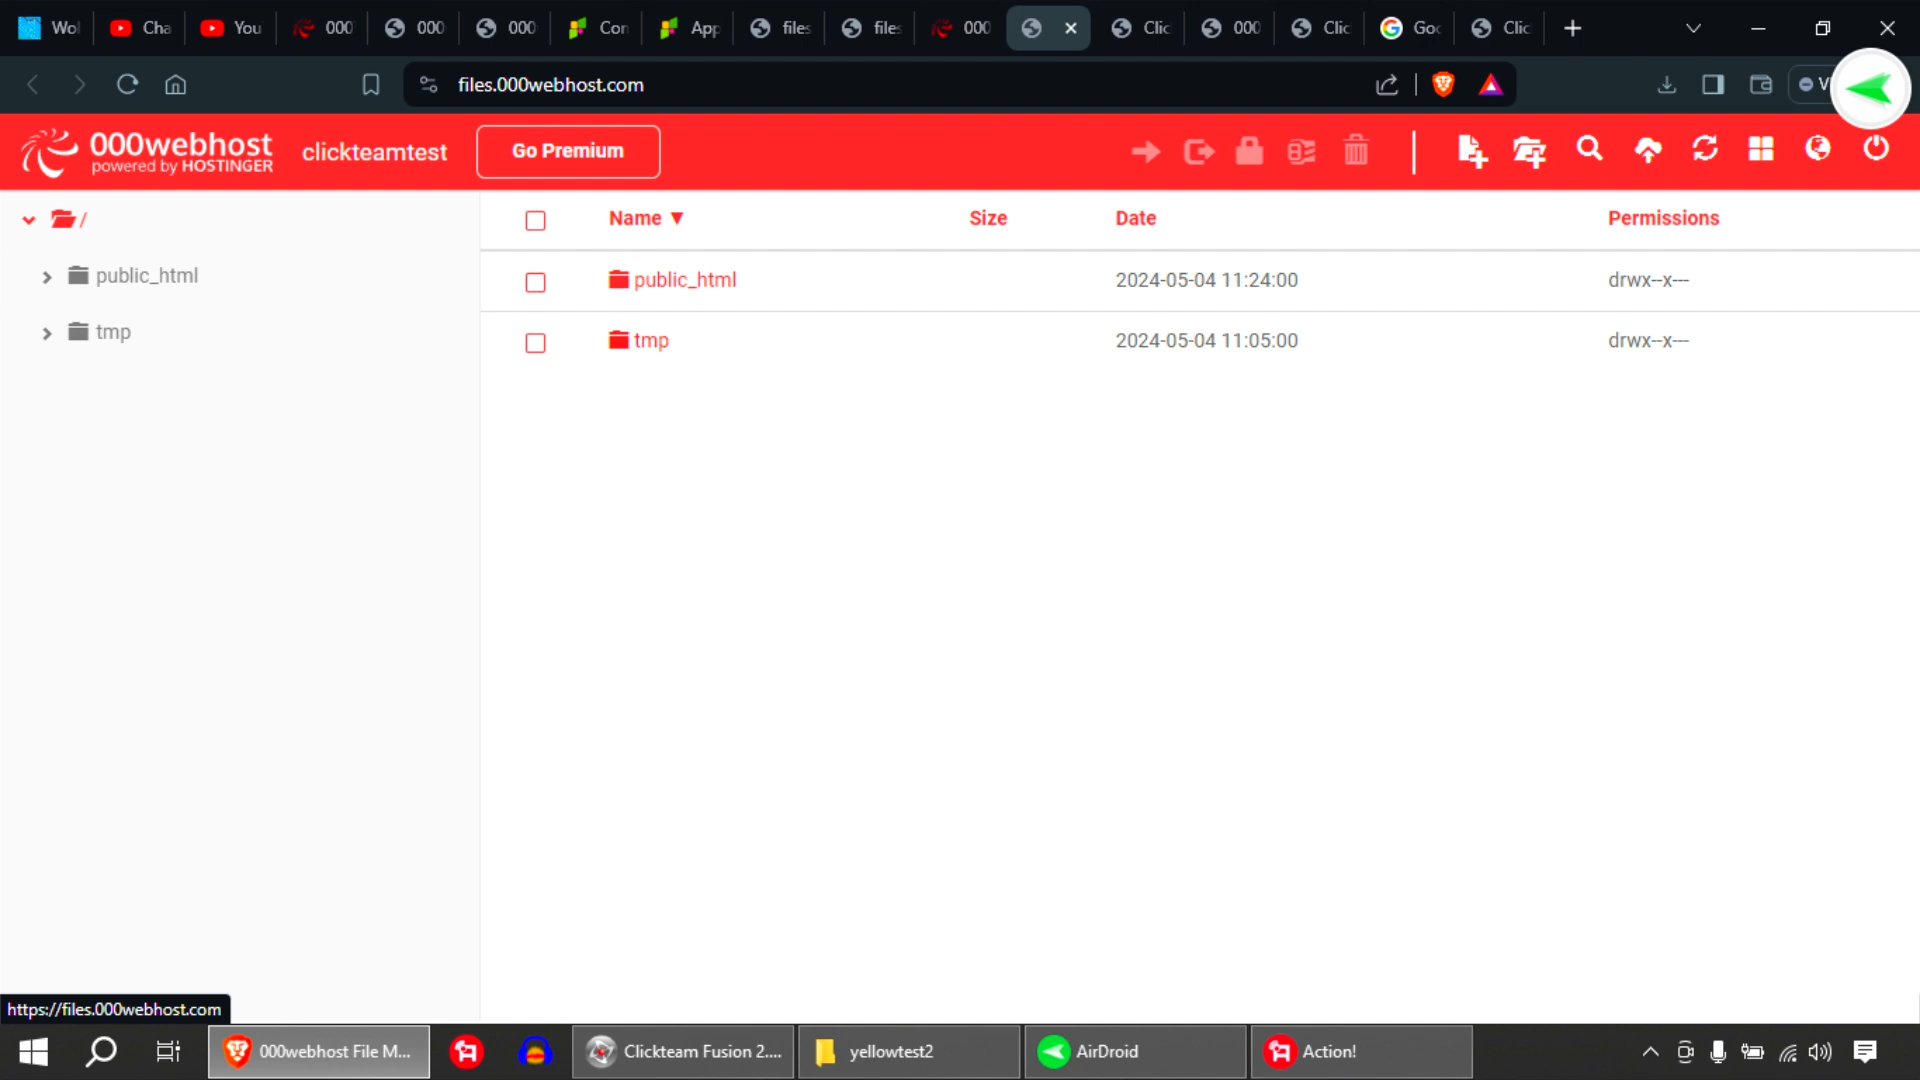 Wol Cha You 000 000 000 Con App files files 000 Clic 000 Clic Goo Clic
files.000webhost.com V
000webhost
powered by HOSTINGER
clickteamtest
Go Premium
/
public_html
tmp
Name ▼ Size Date Permissions
public_html 2024-05-04 11:24:00 drwx--x---
tmp 2024-05-04 11:05:00 drwx--x---
https://files.000webhost.com
000webhost File M... Clickteam Fusion 2.... yellowtest2 AirDroid Action!